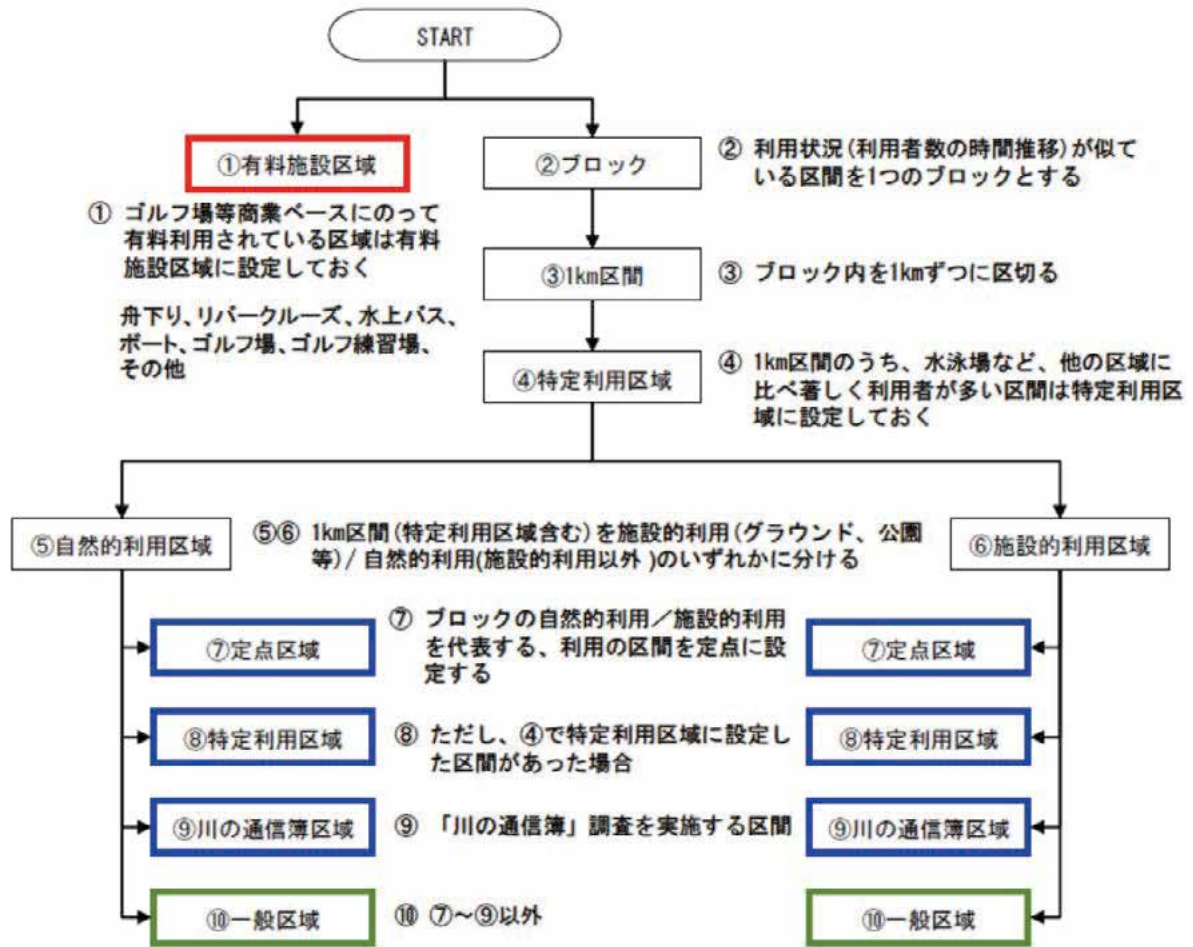 START
①有料施設区域
②ブロック
② 利用状況(利用者数の時間推移)が似て
いる区間を1つのブロックとする
① ゴルフ場等商業ベースにのって
有料利用されている区域は有料
施設区域に設定しておく
舟下り、リバークルーズ、水上バス、
ボート、ゴルフ場、ゴルフ練習場、
その他
③1km区間
③ ブロック内を1kmずつに区切る
④特定利用区域
④ 1km区間のうち、水泳場など、他の区域に
比べ著しく利用者が多い区間は特定利用区
域に設定しておく
⑤自然的利用区域
⑤⑥ 1km区間(特定利用区域含む)を施設的利用(グラウンド、公園
等)/ 自然的利用(施設的利用以外 )のいずれかに分ける
⑥施設的利用区域
⑦定点区域
⑦ ブロックの自然的利用／施設的利用
を代表する、利用の区間を定点に設
定する
⑦定点区域
⑧特定利用区域
⑧ ただし、④で特定利用区域に設定し
た区間があった場合
⑧特定利用区域
⑨川の通信簿区域
⑨ 「川の通信簿」調査を実施する区間
⑨川の通信簿区域
⑩一般区域
⑩ ⑦～⑨以外
⑩一般区域